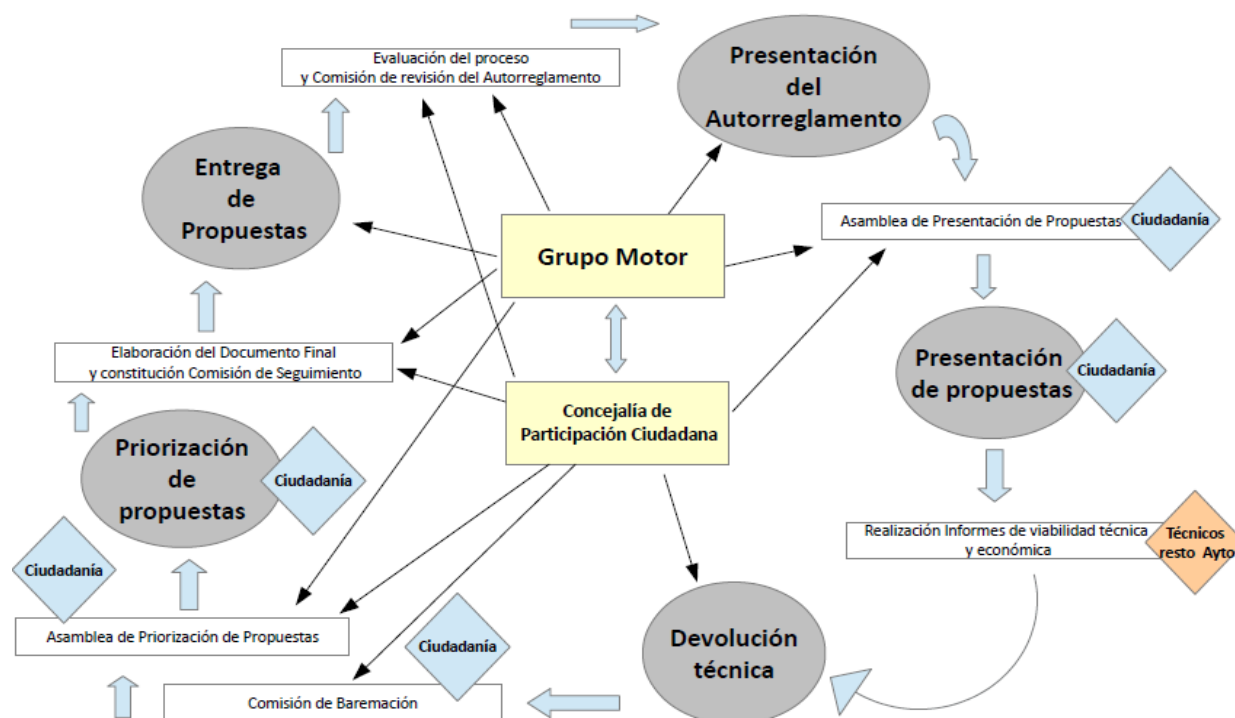 Evaluación del proceso
y Comisión de revisión del Autorreglamento
Presentación
del
Autorreglamento
Entrega
de
Propuestas
Asamblea de Presentación de Propuestas
Ciudadanía
Grupo Motor
Elaboración del Documento Final
y constitución Comisión de Seguimiento
Presentación
de propuestas
Ciudadanía
Concejalía de
Participación Ciudadana
Priorización
de
propuestas
Ciudadanía
Realización Informes de viabilidad técnica
y económica
Técnicos
resto Ayto
Ciudadanía
Asamblea de Priorización de Propuestas
Ciudadanía
Devolución
técnica
Comisión de Baremación